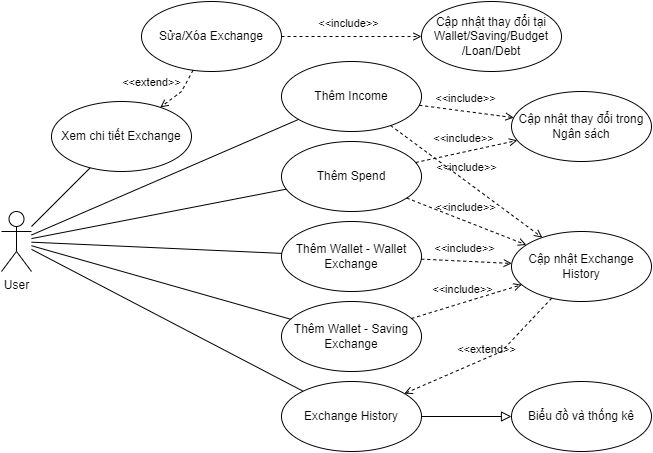 Sửa/Xóa Exchange
<<include>>
Cập nhật thay đổi tại
Wallet/Saving/Budget
/Loan/Debt
<<extend>>
Thêm Income
<<include>>
Xem chi tiết Exchange
Cập nhật thay đổi trong
Ngân sách
<<include>>
Thêm Spend
<<include>>
<<include>>
User
Thêm Wallet - Wallet
Exchange
<<include>>
Cập nhật Exchange
History
<<include>>
Thêm Wallet - Saving
Exchange
<<extend>>
Exchange History
Biểu đồ và thống kê